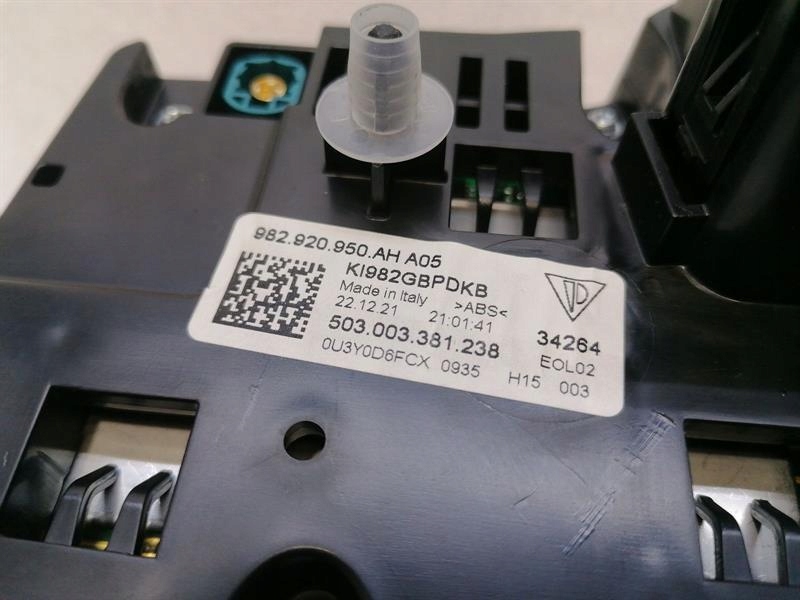 982.920.950.AH A05
KI982GBPDKB
Made in Italy >ABS<
22.12.21 21:01:41
503.003.381.238 34264
0U3Y0D6FCX 0935 H15 EOL02
003